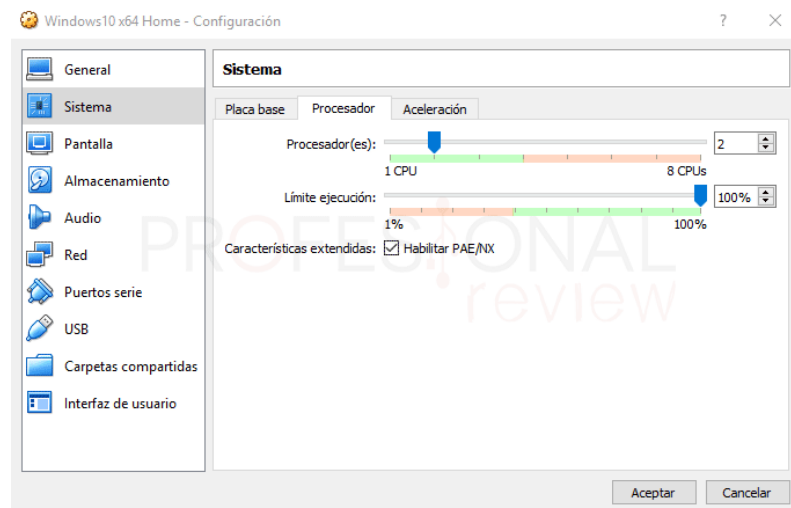 Windows10 x64 Home - Configuración
General
Sistema
Pantalla
Almacenamiento
Audio
Red
Puertos serie
USB
Carpetas compartidas
Interfaz de usuario
Sistema
Placa base Procesador Aceleración
Procesador(es): 2
1 CPU 8 CPUs
Límite ejecución: 100%
1% 100%
Características extendidas: Habilitar PAE/NX
PROFESIONAL
review
Aceptar Cancelar